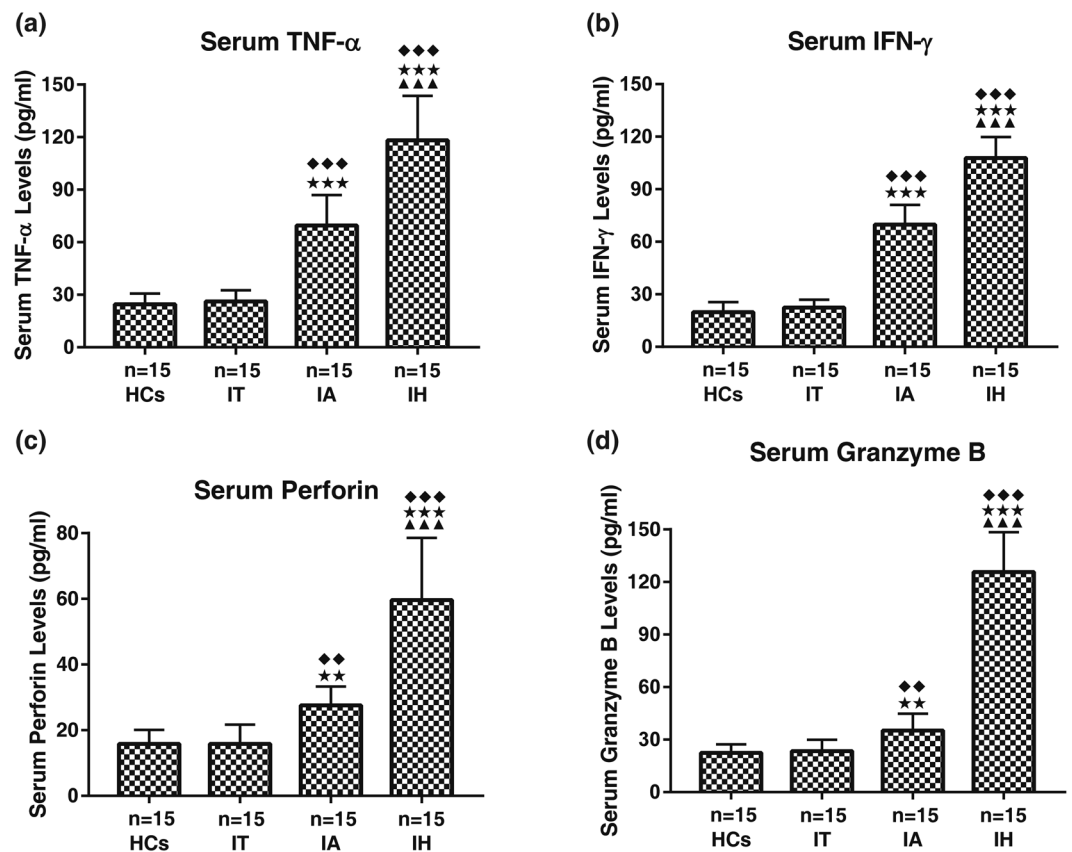 (a)
Serum TNF-α
◆◆◆
★★★
▲▲▲
◆◆◆
★★★
Serum TNF-α Levels (pg/ml)
150
120
90
60
30
0
n=15 n=15 n=15 n=15
HCs IT IA IH
(b)
Serum IFN-γ
◆◆◆
★★★
▲▲▲
◆◆◆
★★★
Serum IFN-γ Levels (pg/ml)
150
120
90
60
30
0
n=15 n=15 n=15 n=15
HCs IT IA IH
(c)
Serum Perforin
◆◆◆
★★★
▲▲▲
◆◆
★★
Serum Perforin Levels (pg/ml)
80
60
40
20
0
n=15 n=15 n=15 n=15
HCs IT IA IH
(d)
Serum Granzyme B
◆◆◆
★★★
▲▲▲
◆◆
★★
Serum Granzyme B Levels (pg/ml)
150
120
90
60
30
0
n=15 n=15 n=15 n=15
HCs IT IA IH